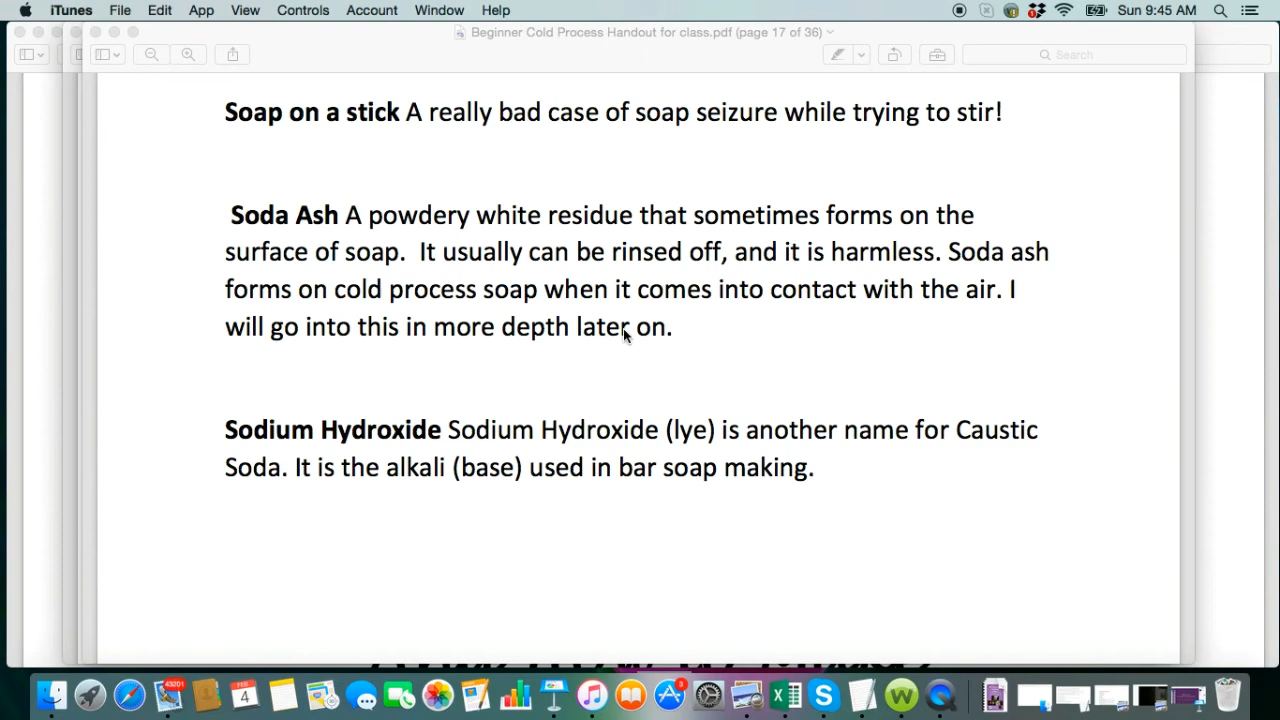 iTunes File Edit View Controls Account Window Help Sun 9:45 AM
Beginner Cold Process Handout for class.pdf (page 17 of 36)
Search
Soap on a stick A really bad case of soap seizure while trying to stir!
Soda Ash A powdery white residue that sometimes forms on the
surface of soap. It usually can be rinsed off, and it is harmless. Soda ash
forms on cold process soap when it comes into contact with the air. I
will go into this in more depth later on.
Sodium Hydroxide Sodium Hydroxide (lye) is another name for Caustic
Soda. It is the alkali (base) used in bar soap making.
43201
FEB
4
3